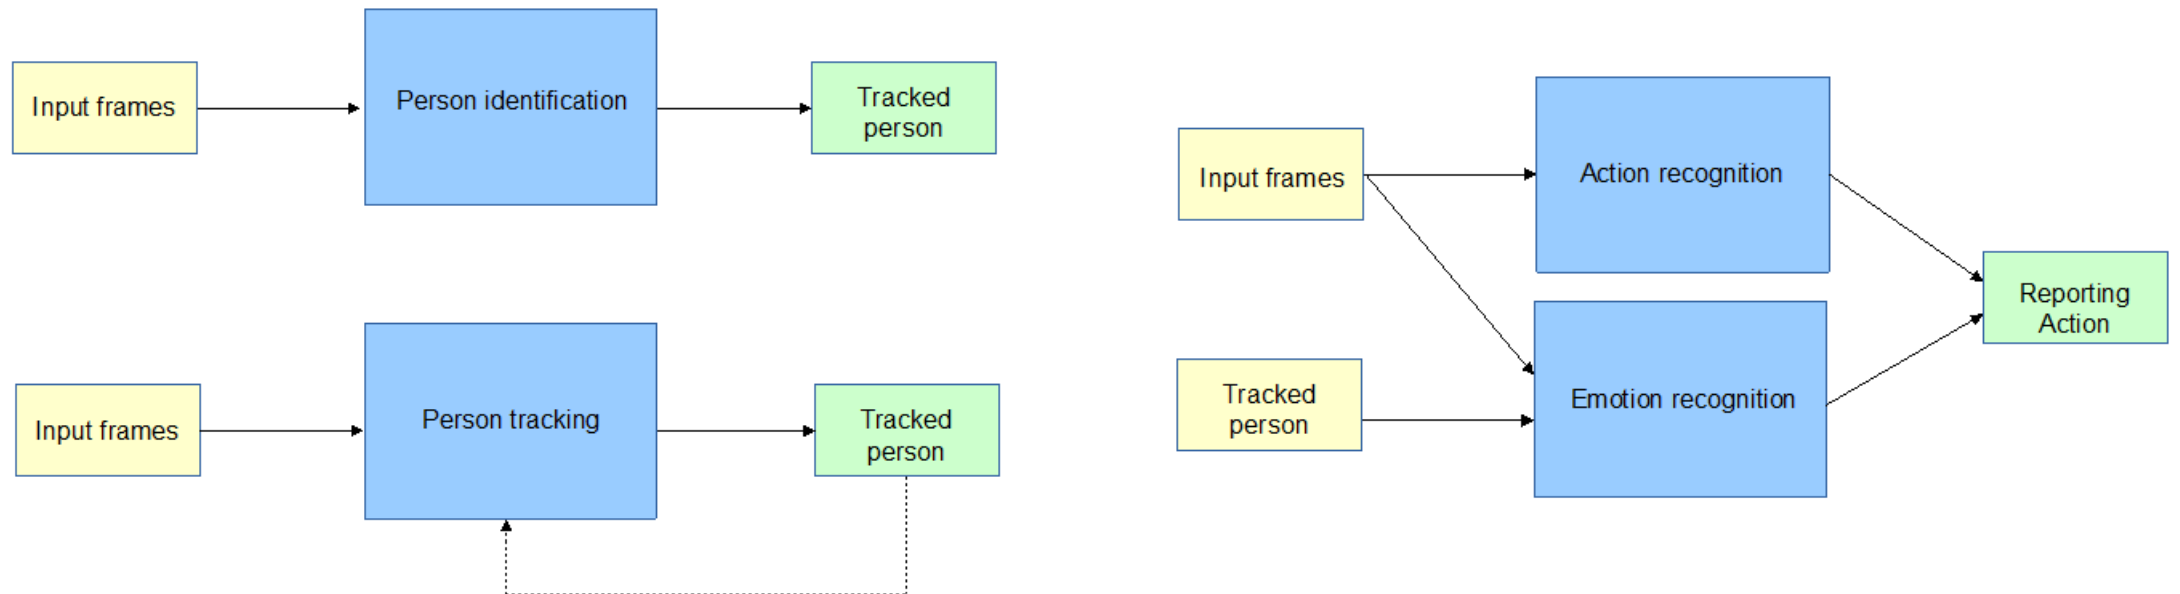 Input frames
Person identification
Tracked
person
Input frames
Person tracking
Tracked
person
Input frames
Action recognition
Tracked
person
Emotion recognition
Reporting
Action